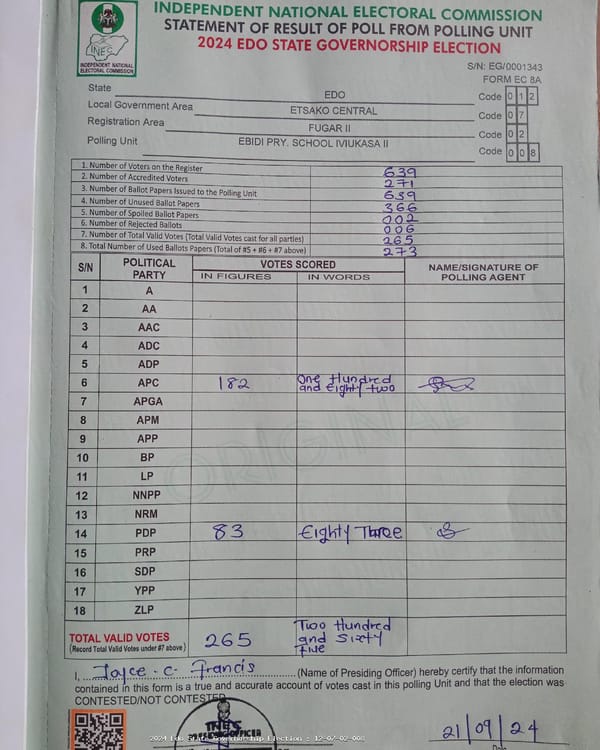 INDEPENDENT NATIONAL ELECTORAL COMMISSION
STATEMENT OF RESULT OF POLL FROM POLLING UNIT
2024 EDO STATE GOVERNORSHIP ELECTION
INEC
INDEPENDENT NATIONAL
ELECTORAL COMMISSION
S/N: EG/0001343
FORM EC 8A
State EDO Code 0 1 2
Local Government Area ETSAKO CENTRAL Code 0 7
Registration Area FUGAR II Code 0 2
Polling Unit EBIDI PRY. SCHOOL IVIUKASA II Code 0 0 8
1. Number of Voters on the Register 639
2. Number of Accredited Voters 271
3. Number of Ballot Papers Issued to the Polling Unit 639
4. Number of Unused Ballot Papers 366
5. Number of Spoiled Ballot Papers 002
6. Number of Rejected Ballots 006
7. Number of Total Valid Votes (Total Valid Votes cast for all parties) 265
8. Total Number of Used Ballots Papers (Total of #5 + #6 + #7 above) 273
S/N POLITICAL PARTY VOTES SCORED NAME/SIGNATURE OF POLLING AGENT
IN FIGURES IN WORDS
1 A
2 AA
3 AAC
4 ADC
5 ADP
6 APC 182 One Hundred and Eighty two
7 APGA
8 APM
9 APP
10 BP
11 LP
12 NNPP
13 NRM
14 PDP 83 Eighty Three
15 PRP
16 SDP
17 YPP
18 ZLP
ORIGINAL
TOTAL VALID VOTES 265 Two Hundred and Sixty five
(Record Total Valid Votes under #7 above)
I, Joyce . C . Francis (Name of Presiding Officer) hereby certify that the information
contained in this form is a true and accurate account of votes cast in this polling Unit and that the election was
CONTESTED/NOT CONTESTED
21/09/24
2024 Edo State Governorship Election : 12-07-02-008
Date